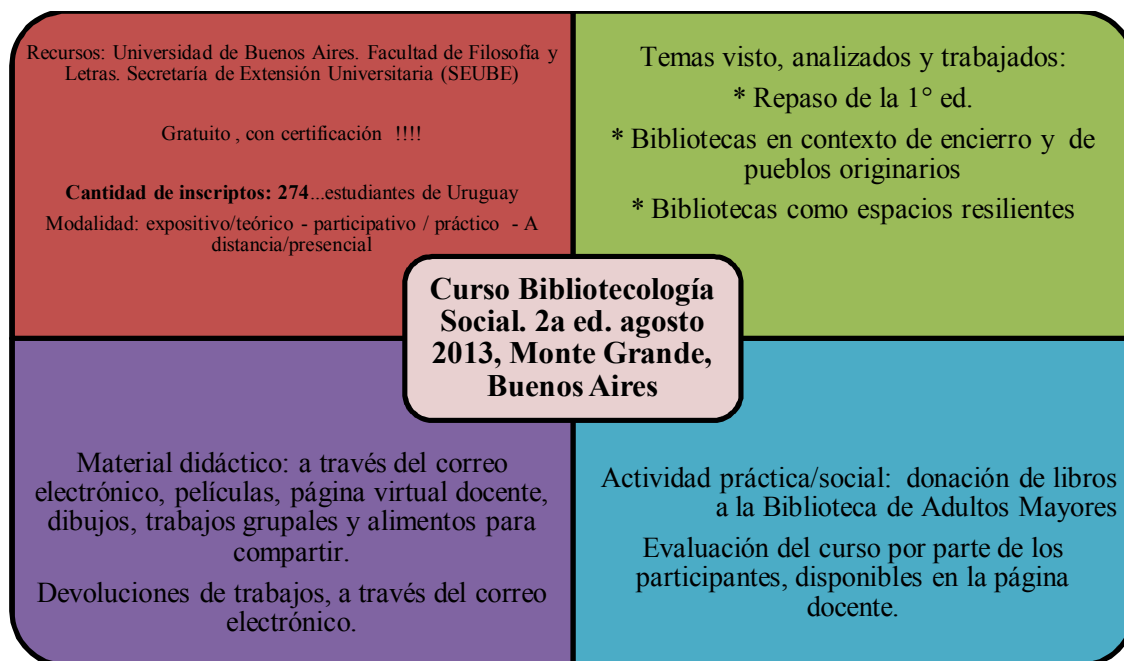 Recursos: Universidad de Buenos Aires. Facultad de Filosofía y
Letras. Secretaría de Extensión Universitaria (SEUBE)
Gratuito , con certificación !!!!
Cantidad de inscriptos: 274...estudiantes de Uruguay
Modalidad: expositivo/teórico - participativo / práctico - A
distancia/presencial
Temas visto, analizados y trabajados:
* Repaso de la 1° ed.
* Bibliotecas en contexto de encierro y de
pueblos originarios
* Bibliotecas como espacios resilientes
Curso Bibliotecología
Social. 2a ed. agosto
2013, Monte Grande,
Buenos Aires
Material didáctico: a través del correo
electrónico, películas, página virtual docente,
dibujos, trabajos grupales y alimentos para
compartir.
Devoluciones de trabajos, a través del correo
electrónico.
Actividad práctica/social: donación de libros
a la Biblioteca de Adultos Mayores
Evaluación del curso por parte de los
participantes, disponibles en la página
docente.